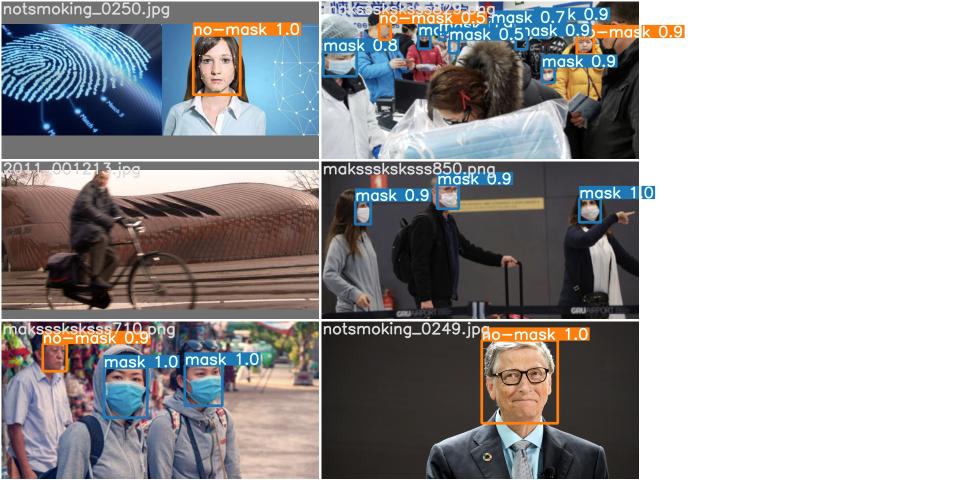 notsmoking_0250.jpg
no-mask 1.0
no-mask 0.5
mask 0.7
k 0.9
mask 0.8
mask 0.5
mask 0.9
no-mask 0.9
mask 0.9
2011_001213.jpg
maksssksksss850.png
mask 0.9
mask 0.9
mask 1.0
GRUAIRPORT
GRUAIRPORT
maksssksksss710.png
no-mask 0.9
mask 1.0
mask 1.0
notsmoking_0249.jpg
no-mask 1.0